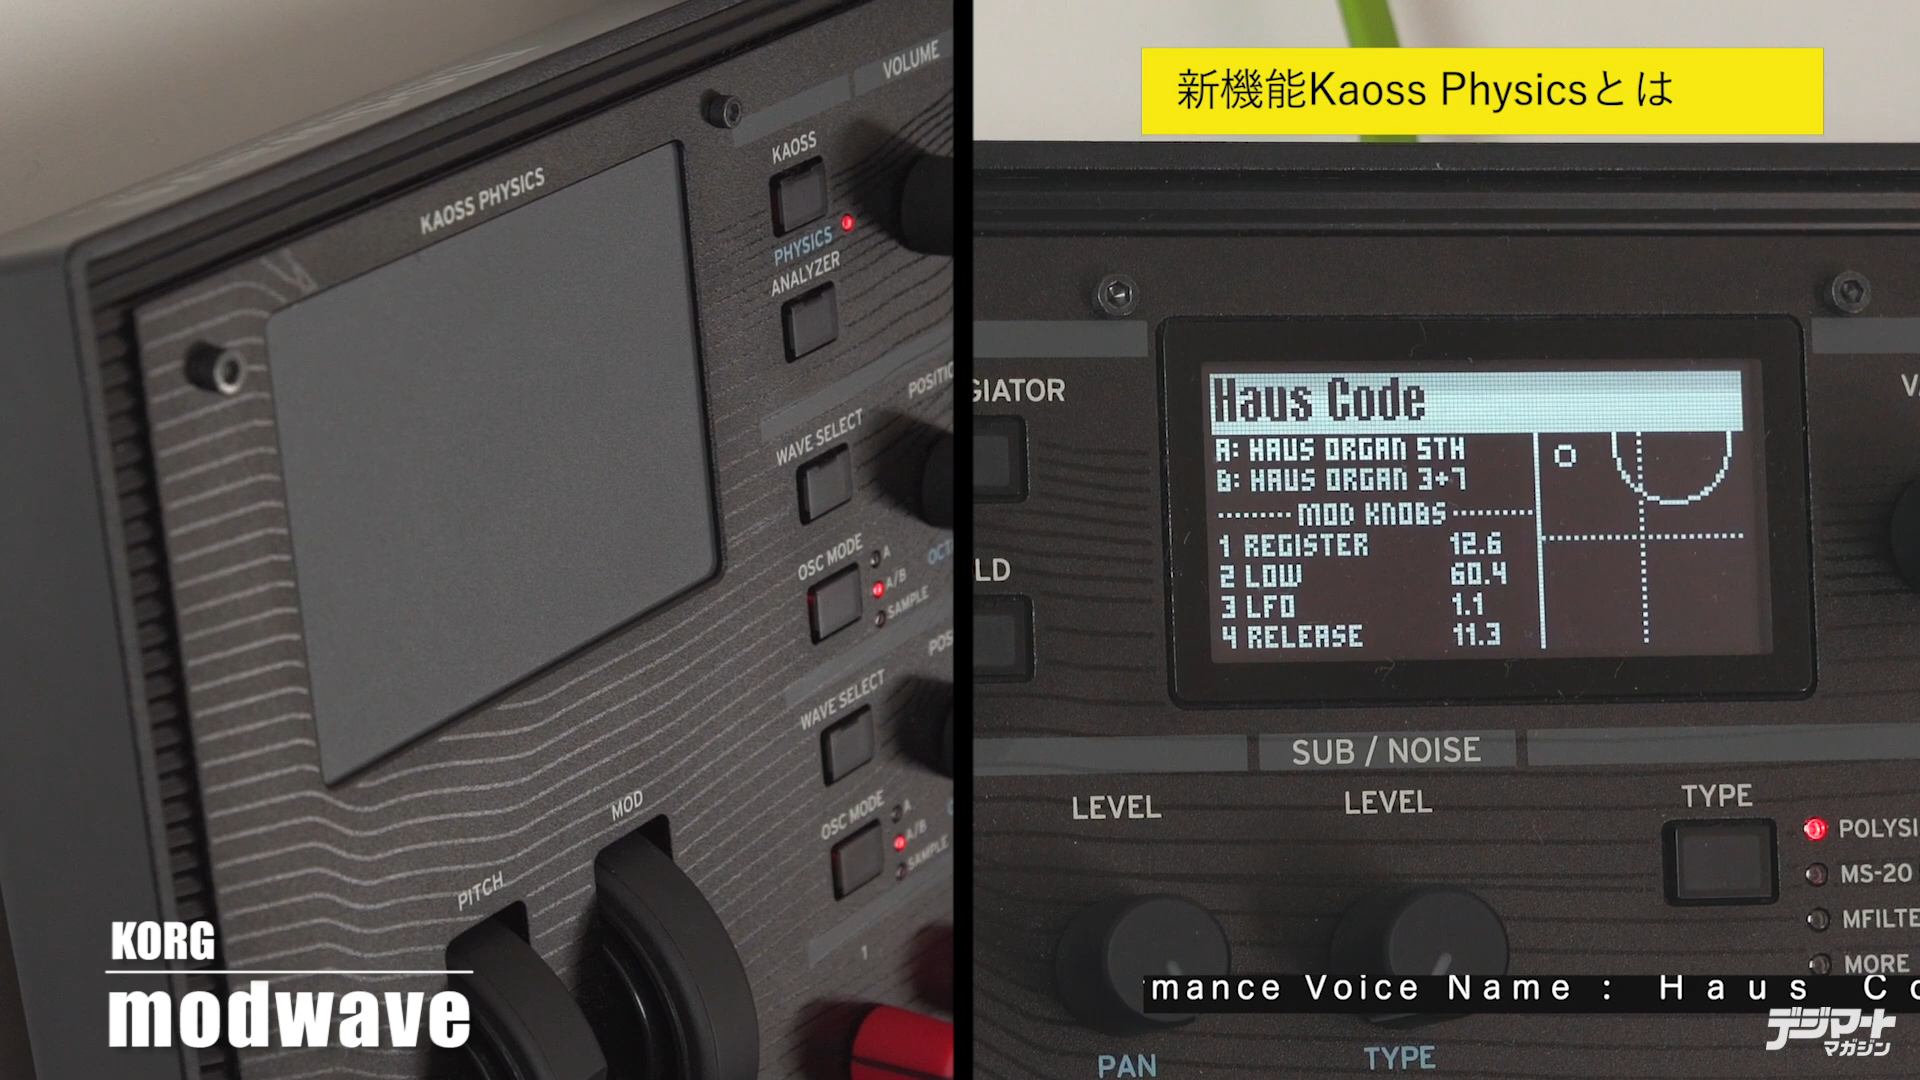 VOLUME
KAOSS
KAOSS PHYSICS
PHYSICS
ANALYZER
WAVE SELECT
OSC MODE
A
A/B
SAMPLE
WAVE SELECT
OSC MODE
A
A/B
SAMPLE
MOD
PITCH
1
KORG
modwave
新機能Kaoss Physicsとは
Haus Code
A: HAUS ORGAN 5TH
B: HAUS ORGAN 3+7
MOD KNOBS
1 REGISTER 12.6
2 LOW 60.4
3 LFO 1.1
4 RELEASE 11.3
SUB / NOISE
LEVEL
LEVEL
TYPE
POLYSI
MS-20
MFILTE
MORE
mance Voice Name : Haus Co
PAN
TYPE
デジマート
マガジン